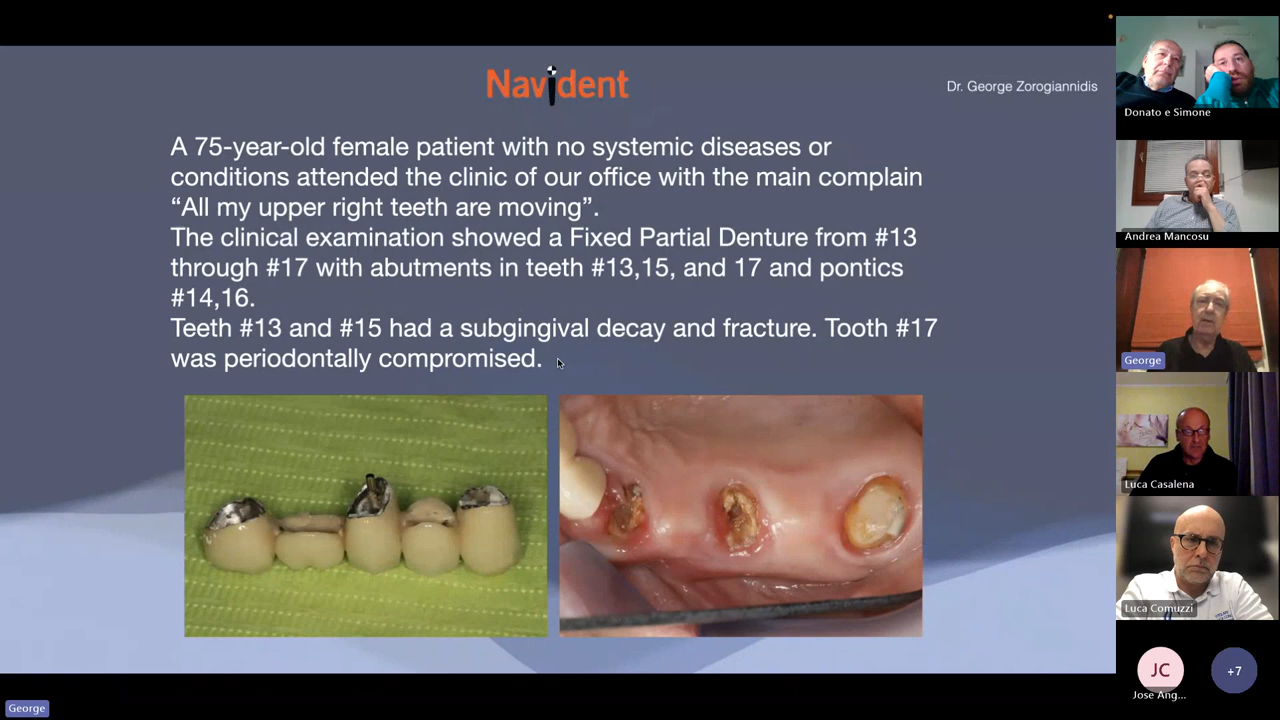 Navident
Dr. George Zorogiannidis
A 75-year-old female patient with no systemic diseases or
conditions attended the clinic of our office with the main complain
“All my upper right teeth are moving”.
The clinical examination showed a Fixed Partial Denture from #13
through #17 with abutments in teeth #13,15, and 17 and pontics
#14,16.
Teeth #13 and #15 had a subgingival decay and fracture. Tooth #17
was periodontally compromised.
Donato e Simone
Andrea Mancosu
George
Luca Casalena
Luca Comuzzi
JC
Jose Ang...
+7
George